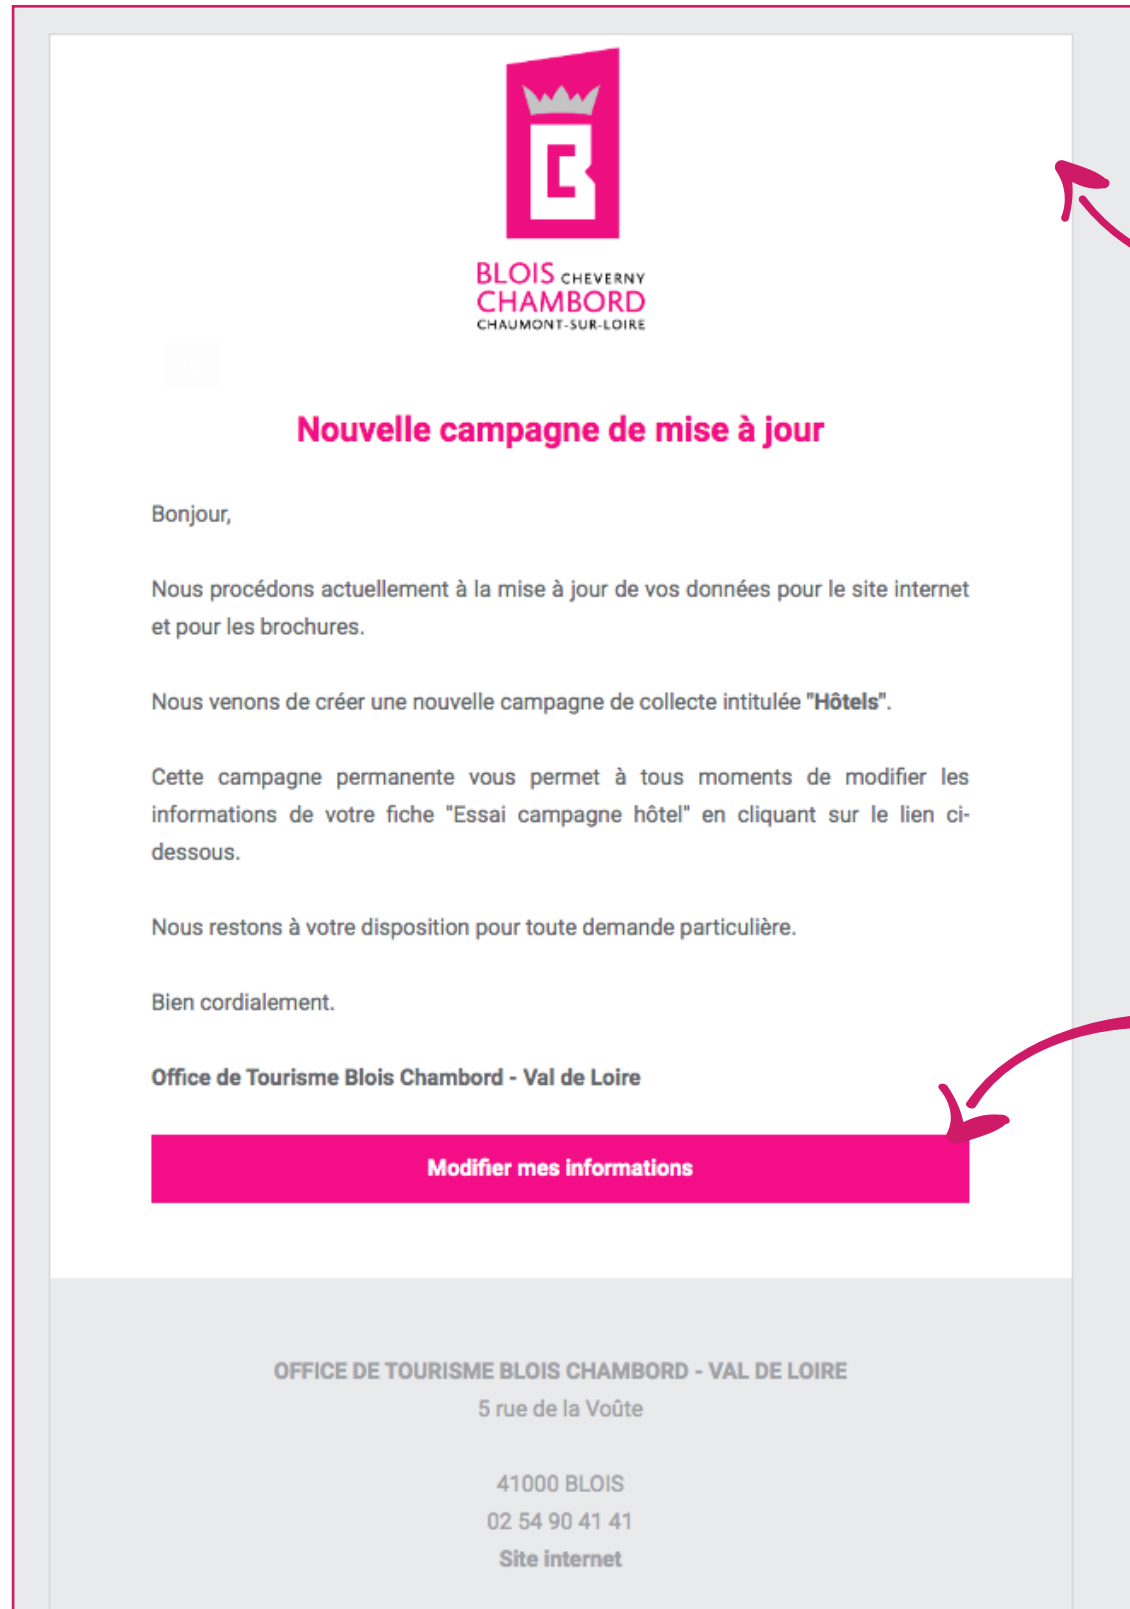 BLOIS CHEVERNY
CHAMBORD
CHAUMONT-SUR-LOIRE
Nouvelle campagne de mise à jour
Bonjour,
Nous procédons actuellement à la mise à jour de vos données pour le site internet
et pour les brochures.
Nous venons de créer une nouvelle campagne de collecte intitulée "Hôtels".
Cette campagne permanente vous permet à tous moments de modifier les
informations de votre fiche "Essai campagne hôtel" en cliquant sur le lien ci-
dessous.
Nous restons à votre disposition pour toute demande particulière.
Bien cordialement.
Office de Tourisme Blois Chambord - Val de Loire
Modifier mes informations
OFFICE DE TOURISME BLOIS CHAMBORD - VAL DE LOIRE
5 rue de la Voûte
41000 BLOIS
02 54 90 41 41
Site internet